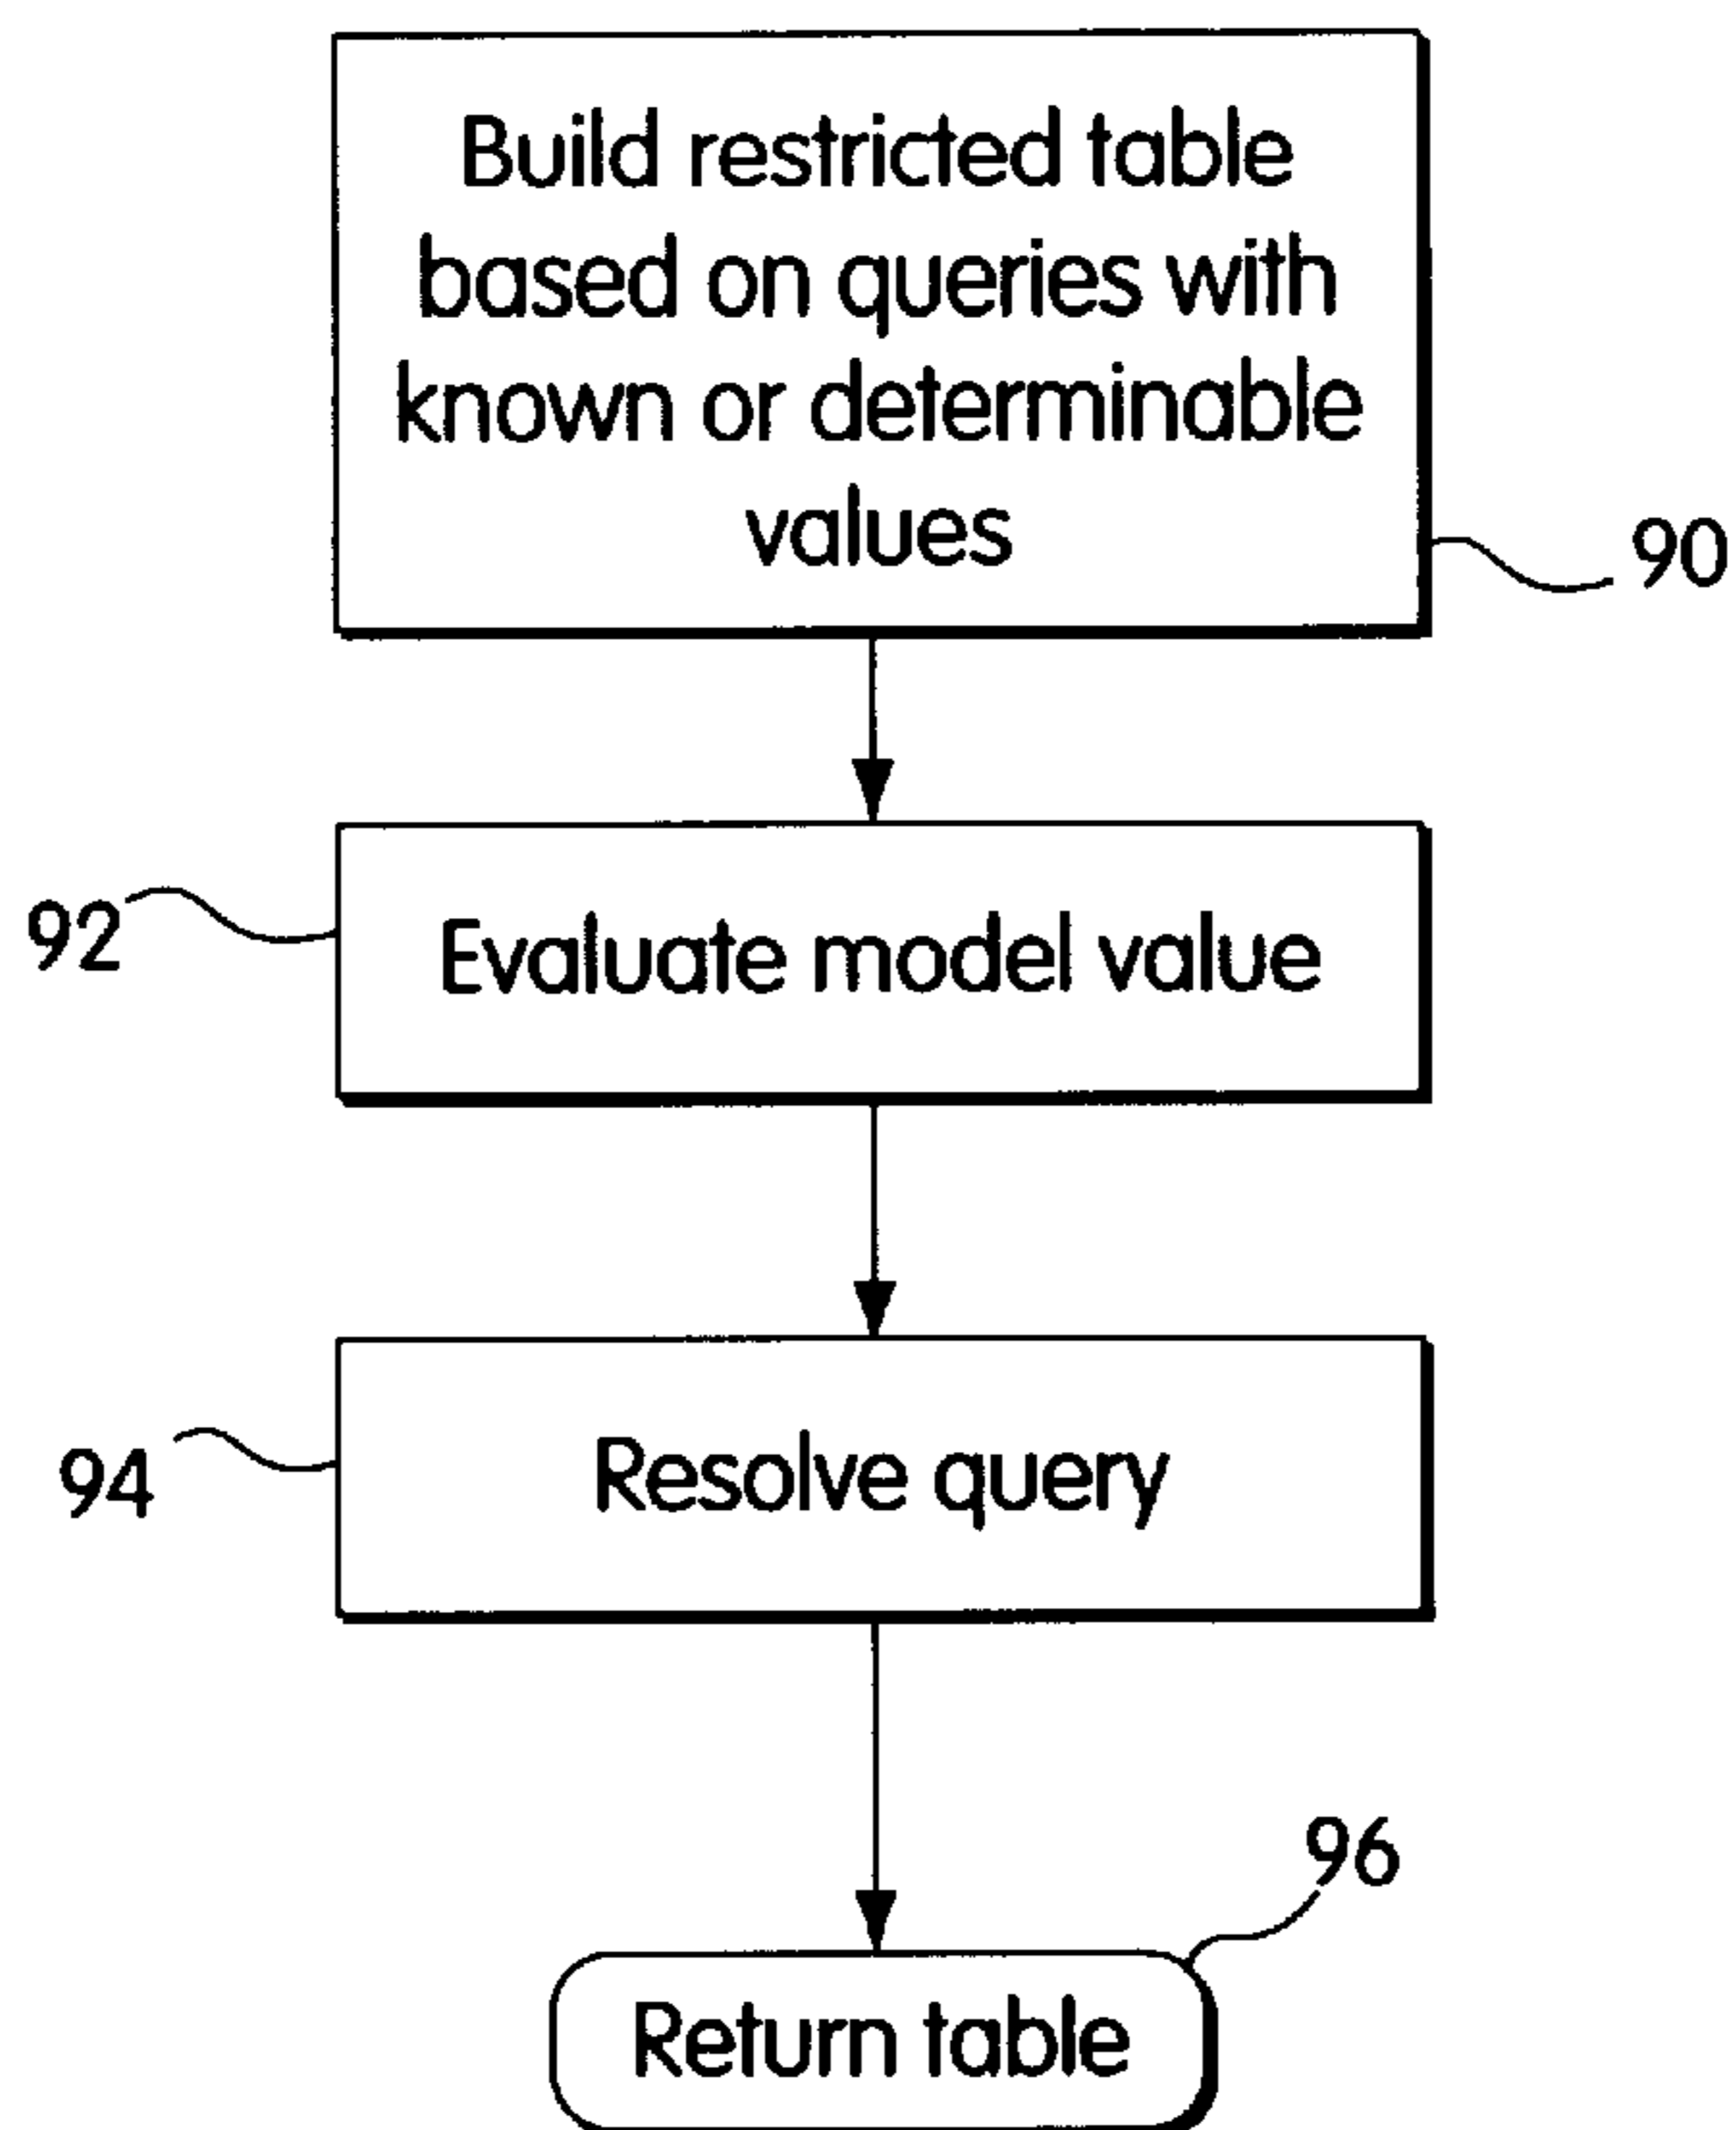 Build restricted table
based on queries with
known or determinable
values
90
92
Evaluate model value
94
Resolve query
96
Return table